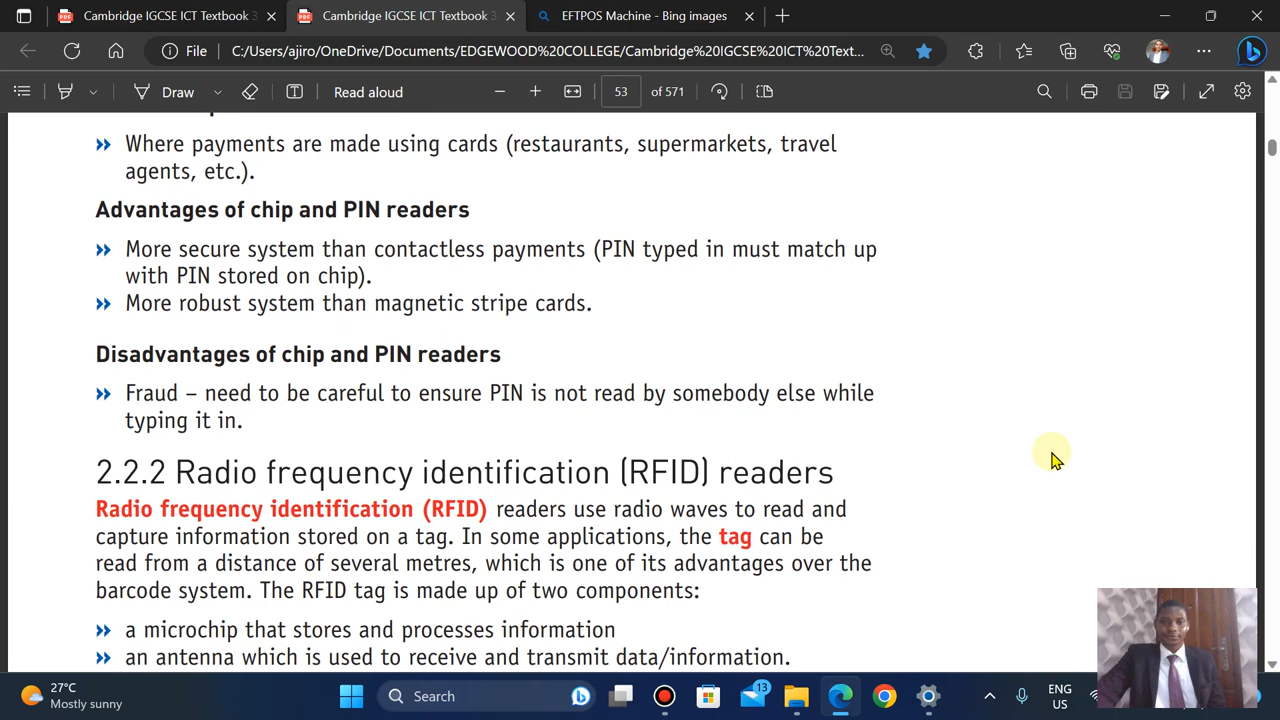 Cambridge IGCSE ICT Textbook 3
Cambridge IGCSE ICT Textbook 3
EFTPOS Machine - Bing images
File
C:/Users/ajiro/OneDrive/Documents/EDGEWOOD%20COLLEGE/Cambridge%20IGCSE%20ICT%20Text...
Draw
Read aloud
53
of 571
» Where payments are made using cards (restaurants, supermarkets, travel
agents, etc.).
Advantages of chip and PIN readers
» More secure system than contactless payments (PIN typed in must match up
with PIN stored on chip).
» More robust system than magnetic stripe cards.
Disadvantages of chip and PIN readers
» Fraud – need to be careful to ensure PIN is not read by somebody else while
typing it in.
2.2.2 Radio frequency identification (RFID) readers
Radio frequency identification (RFID) readers use radio waves to read and
capture information stored on a tag. In some applications, the tag can be
read from a distance of several metres, which is one of its advantages over the
barcode system. The RFID tag is made up of two components:
» a microchip that stores and processes information
» an antenna which is used to receive and transmit data/information.
27°C
Mostly sunny
Search
13
ENG
US